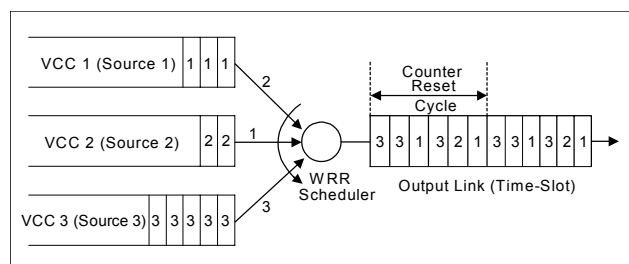 VCC 1 (Source 1) 1 1 1
2
VCC 2 (Source 2) 2 2
1
VCC 3 (Source 3) 3 3 3 3 3
3
WRR
Scheduler
Counter
Reset
Cycle
3 3 1 3 2 1 3 3 1 3 2 1
Output Link (Time-Slot)